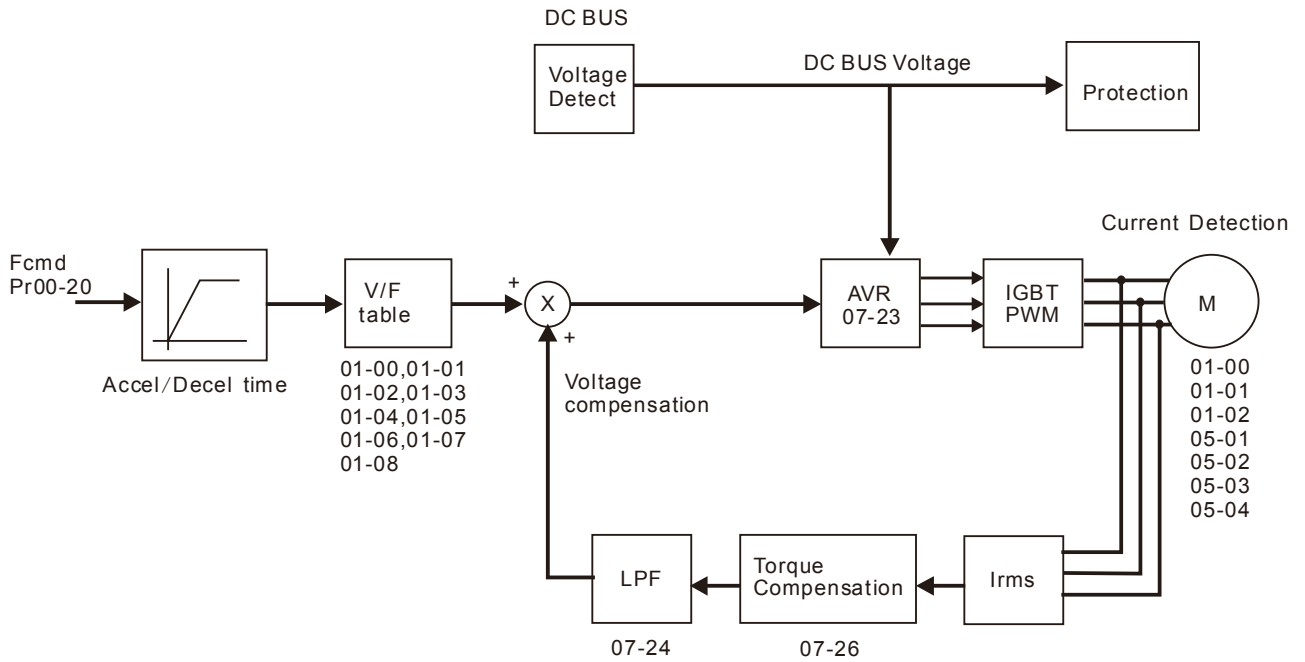 DC BUS
Voltage
Detect
DC BUS Voltage
Protection
Current Detection
Fcmd
Pr00-20
Accel/Decel time
V/F
table
01-00,01-01
01-02,01-03
01-04,01-05
01-06,01-07
01-08
+
X
+
Voltage
compensation
AVR
07-23
IGBT
PWM
M
01-00
01-01
01-02
05-01
05-02
05-03
05-04
LPF
07-24
Torque
Compensation
07-26
Irms